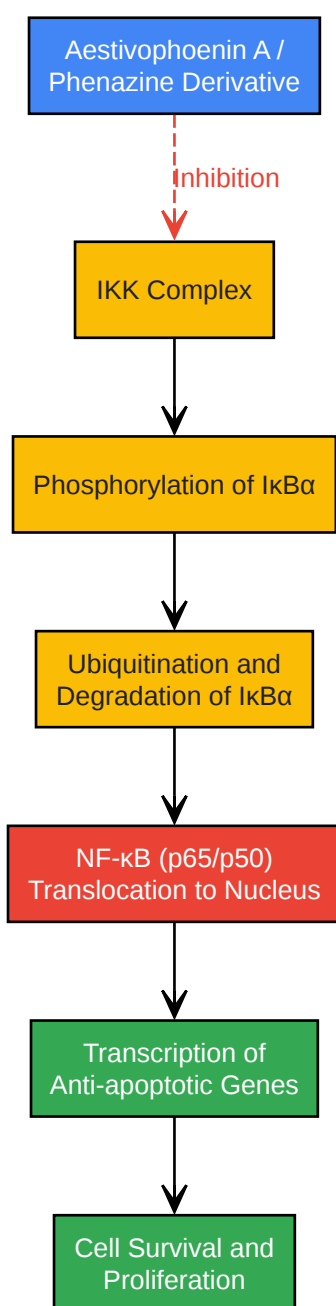 Aestivophoenin A /
Phenazine Derivative
Inhibition
IKK Complex
Phosphorylation of IκBα
Ubiquitination and
Degradation of IκBα
NF-κB (p65/p50)
Translocation to Nucleus
Transcription of
Anti-apoptotic Genes
Cell Survival and
Proliferation